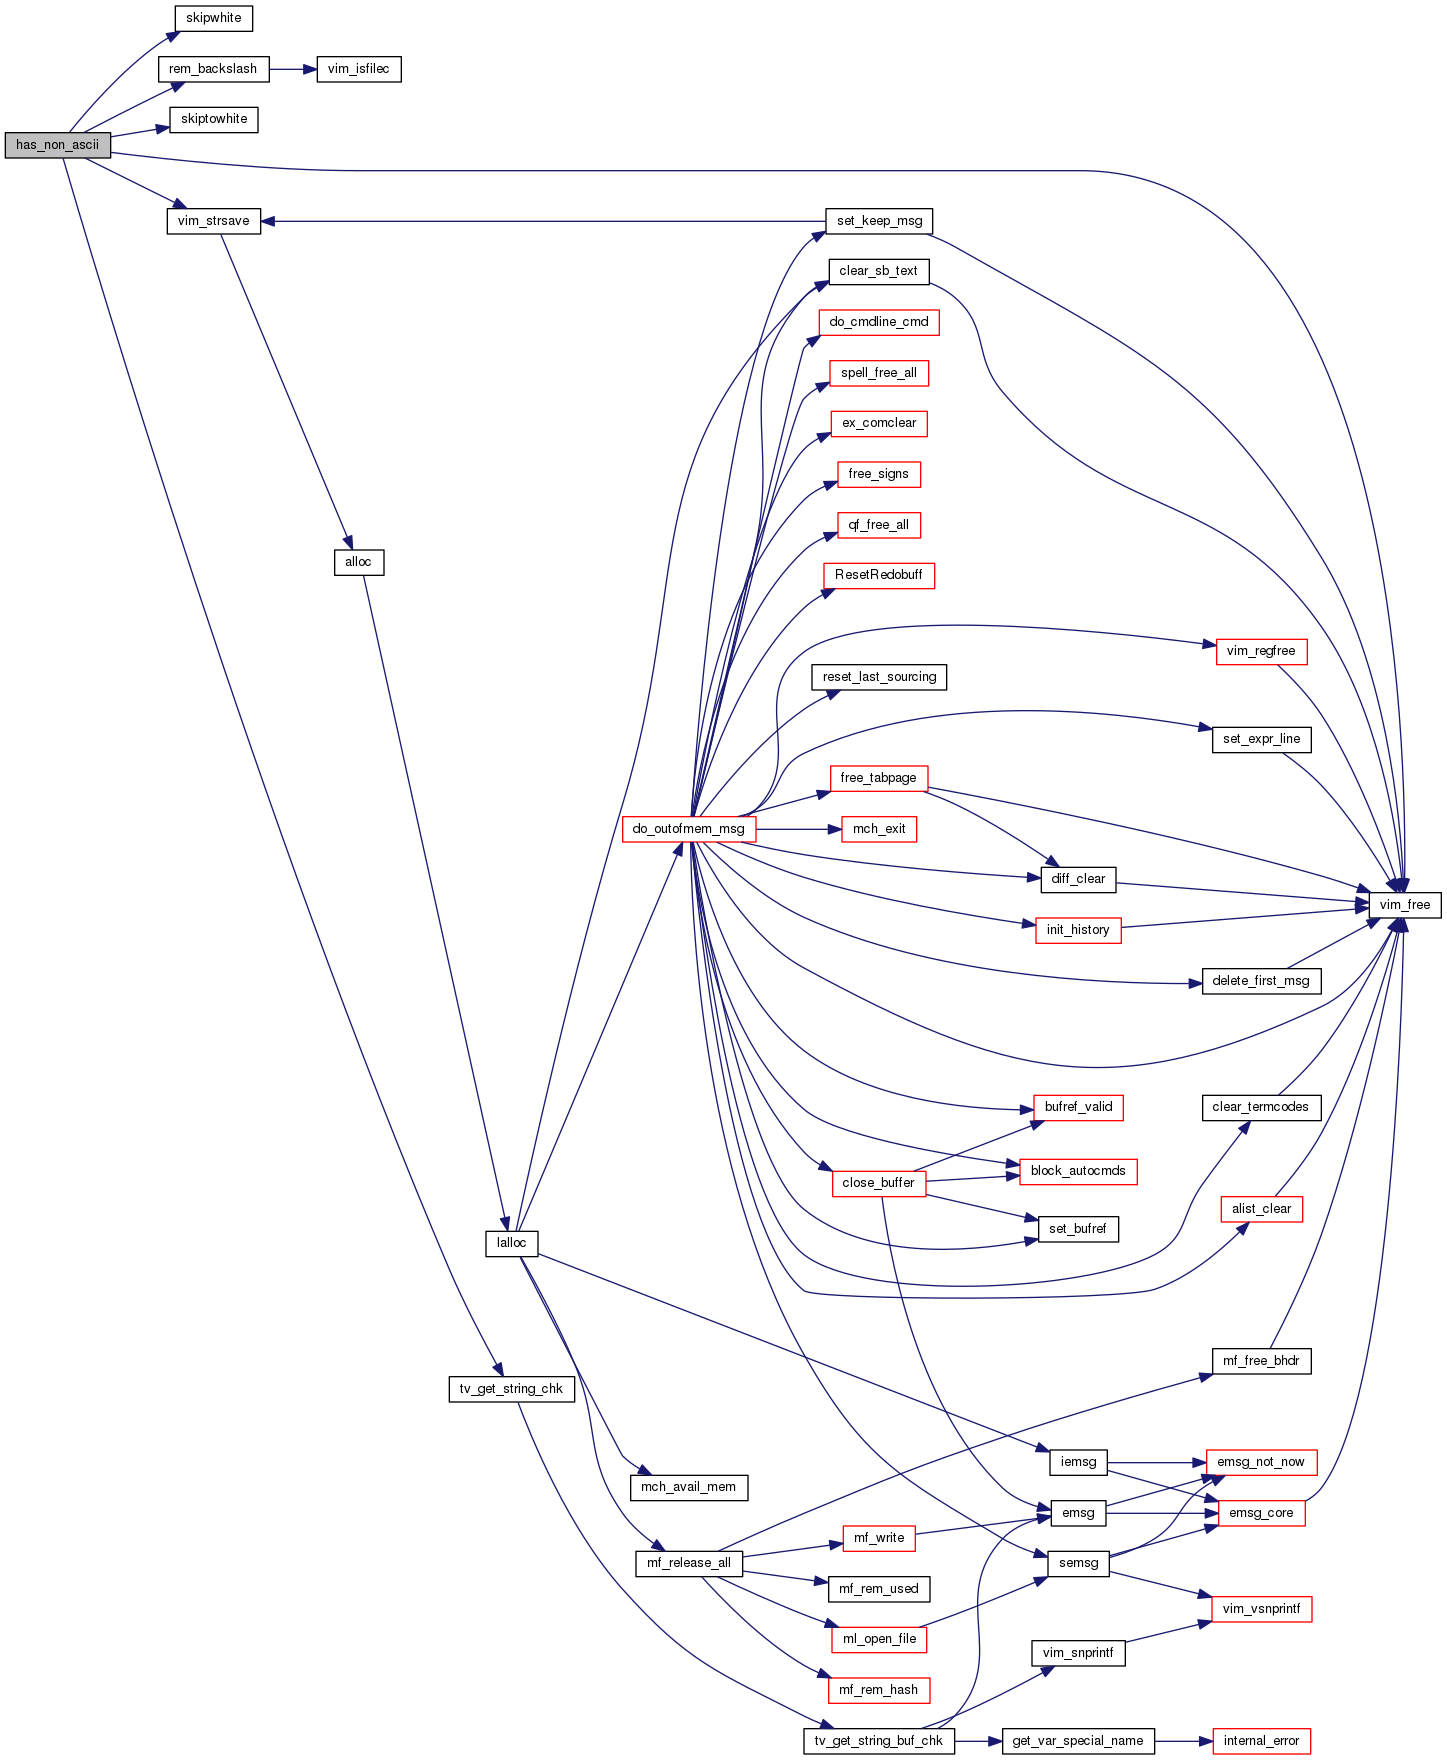 skipwhite
rem_backslash
vim_isfilec
skiptowhite
has_non_ascii
vim_strsave
set_keep_msg
clear_sb_text
do_cmdline_cmd
spell_free_all
ex_comclear
free_signs
qf_free_all
alloc
ResetRedobuff
vim_regfree
reset_last_sourcing
set_expr_line
free_tabpage
do_outofmem_msg
mch_exit
diff_clear
vim_free
init_history
delete_first_msg
bufref_valid
clear_termcodes
block_autocmds
close_buffer
alist_clear
set_bufref
lalloc
mf_free_bhdr
tv_get_string_chk
iemsg
emsg_not_now
mch_avail_mem
emsg
emsg_core
mf_write
mf_release_all
semsg
mf_rem_used
vim_vsnprintf
ml_open_file
vim_snprintf
mf_rem_hash
tv_get_string_buf_chk
get_var_special_name
internal_error